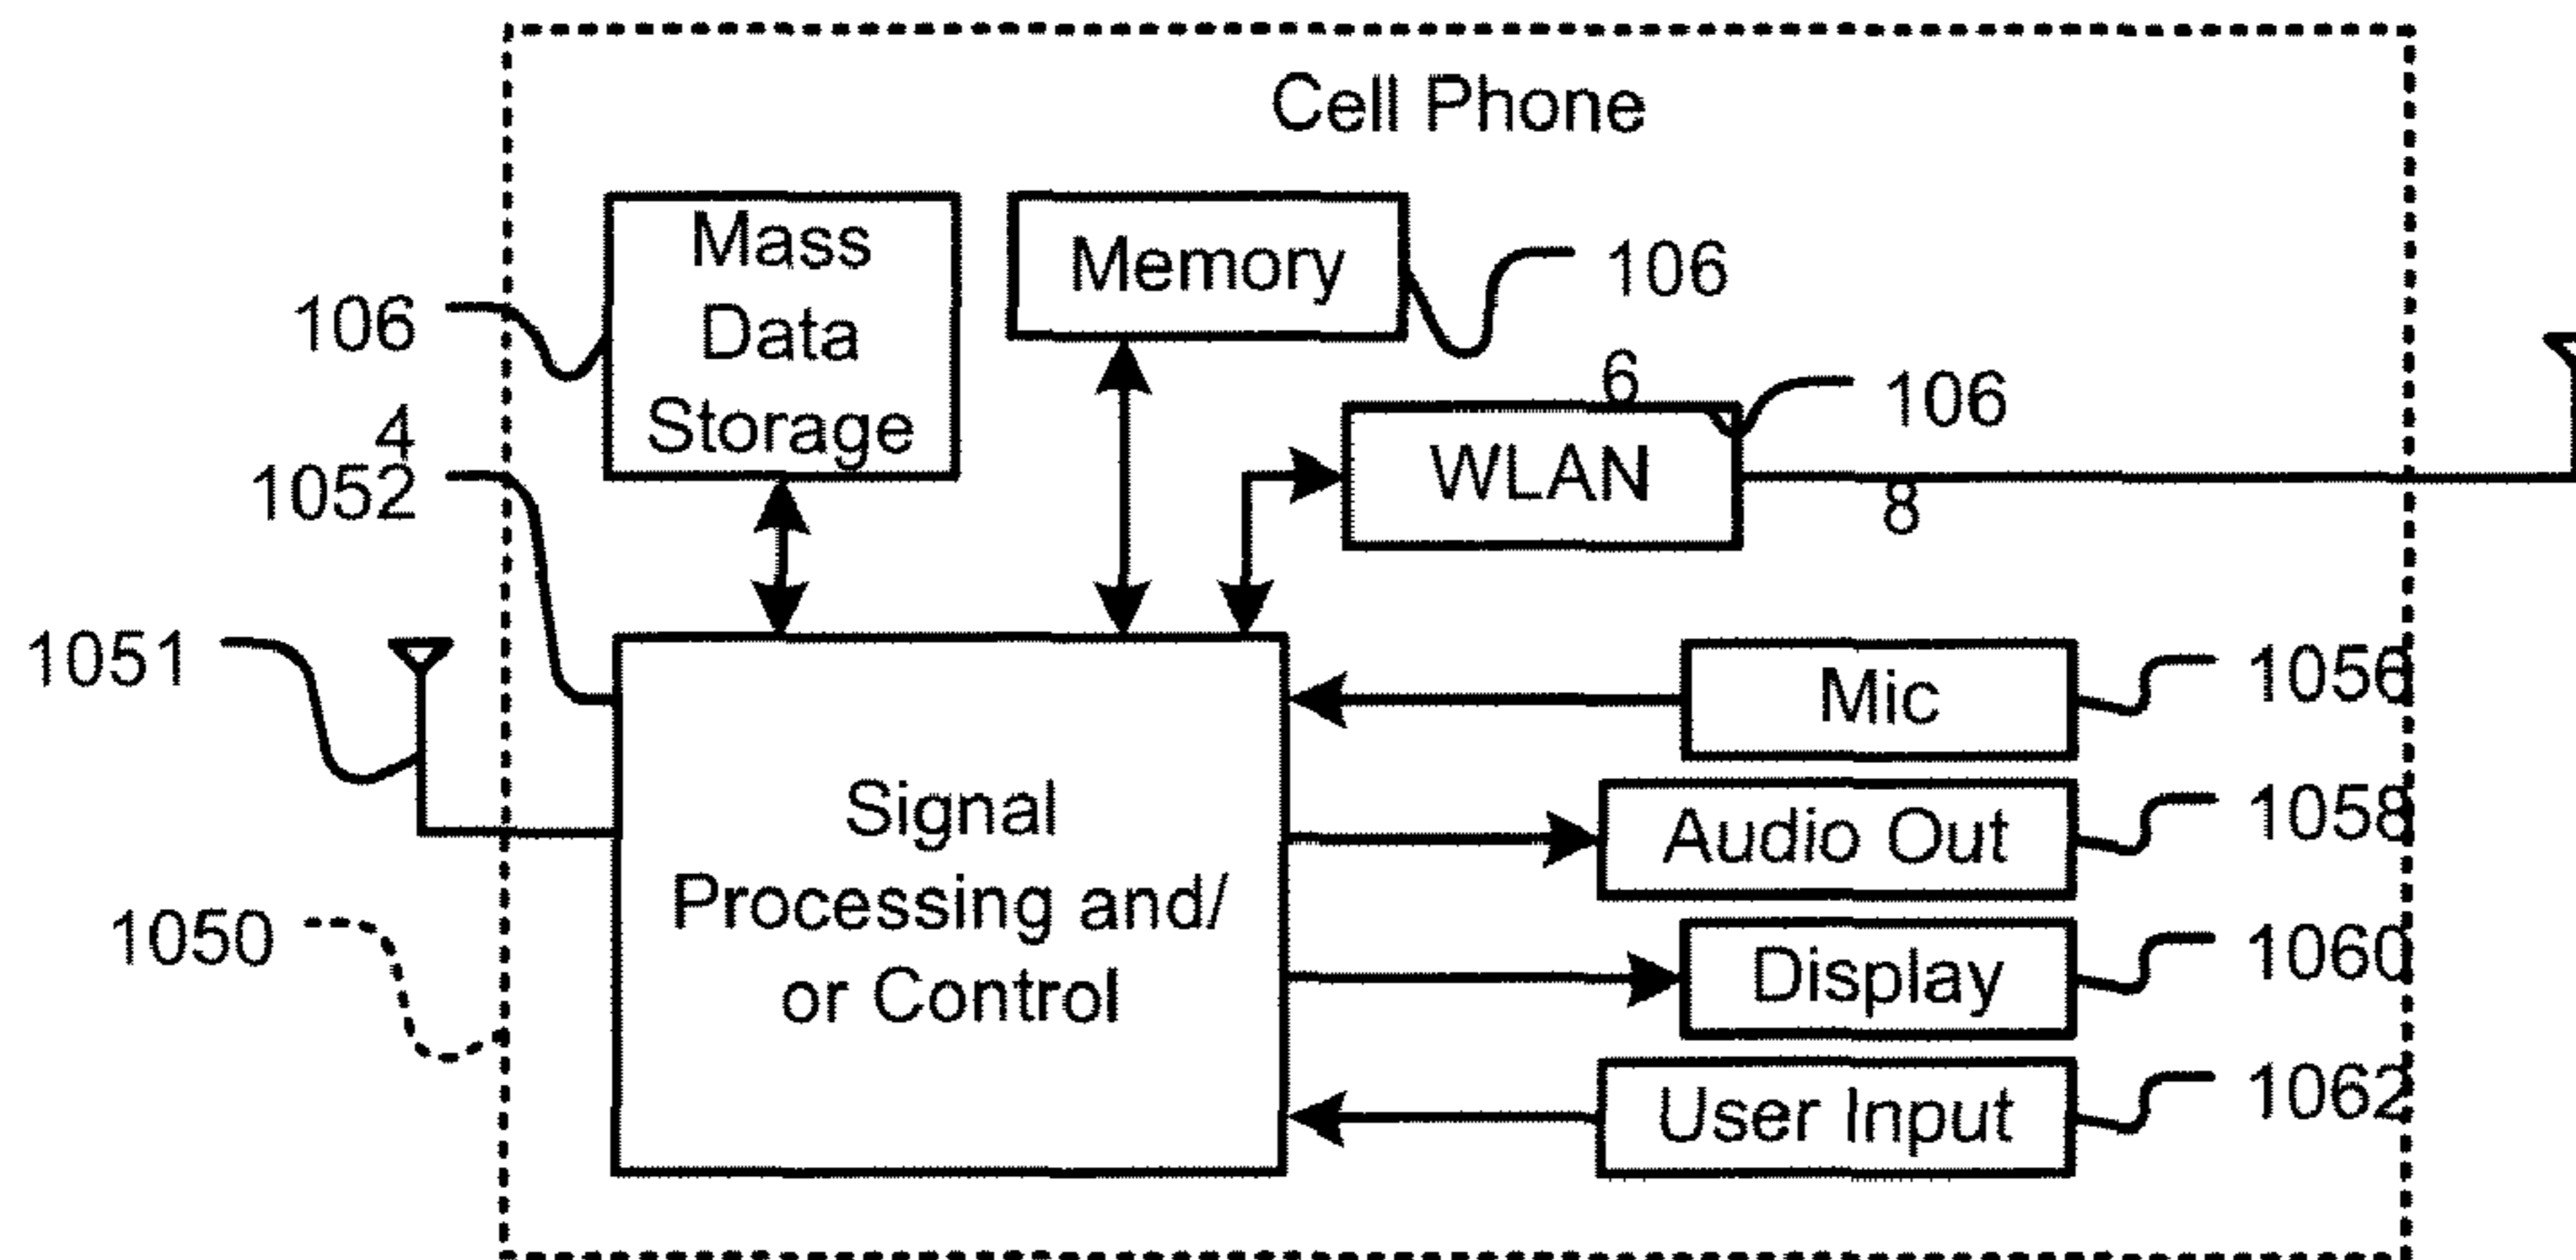 Cell Phone
Mass
Data
Storage
Memory
106
6
106
4
WLAN
106
8
1052
1051
1050
Signal
Processing and/
or Control
Mic
1056
Audio Out
1058
Display
1060
User Input
1062